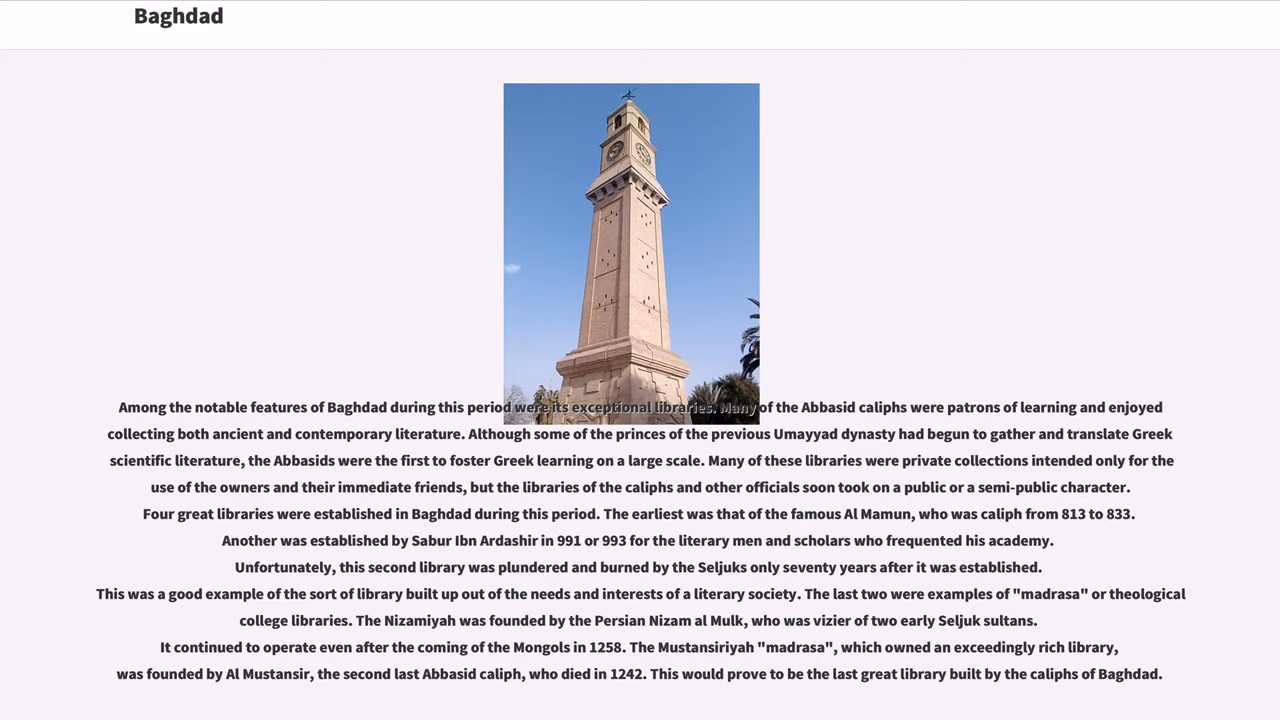 Baghdad
Among the notable features of Baghdad during this period were its exceptional libraries. Many of the Abbasid caliphs were patrons of learning and enjoyed
collecting both ancient and contemporary literature. Although some of the princes of the previous Umayyad dynasty had begun to gather and translate Greek
scientific literature, the Abbasids were the first to foster Greek learning on a large scale. Many of these libraries were private collections intended only for the
use of the owners and their immediate friends, but the libraries of the caliphs and other officials soon took on a public or a semi-public character.
Four great libraries were established in Baghdad during this period. The earliest was that of the famous Al Mamun, who was caliph from 813 to 833.
Another was established by Sabur Ibn Ardashir in 991 or 993 for the literary men and scholars who frequented his academy.
Unfortunately, this second library was plundered and burned by the Seljuks only seventy years after it was established.
This was a good example of the sort of library built up out of the needs and interests of a literary society. The last two were examples of "madrasa" or theological
college libraries. The Nizamiyah was founded by the Persian Nizam al Mulk, who was vizier of two early Seljuk sultans.
It continued to operate even after the coming of the Mongols in 1258. The Mustansiriyah "madrasa", which owned an exceedingly rich library,
was founded by Al Mustansir, the second last Abbasid caliph, who died in 1242. This would prove to be the last great library built by the caliphs of Baghdad.